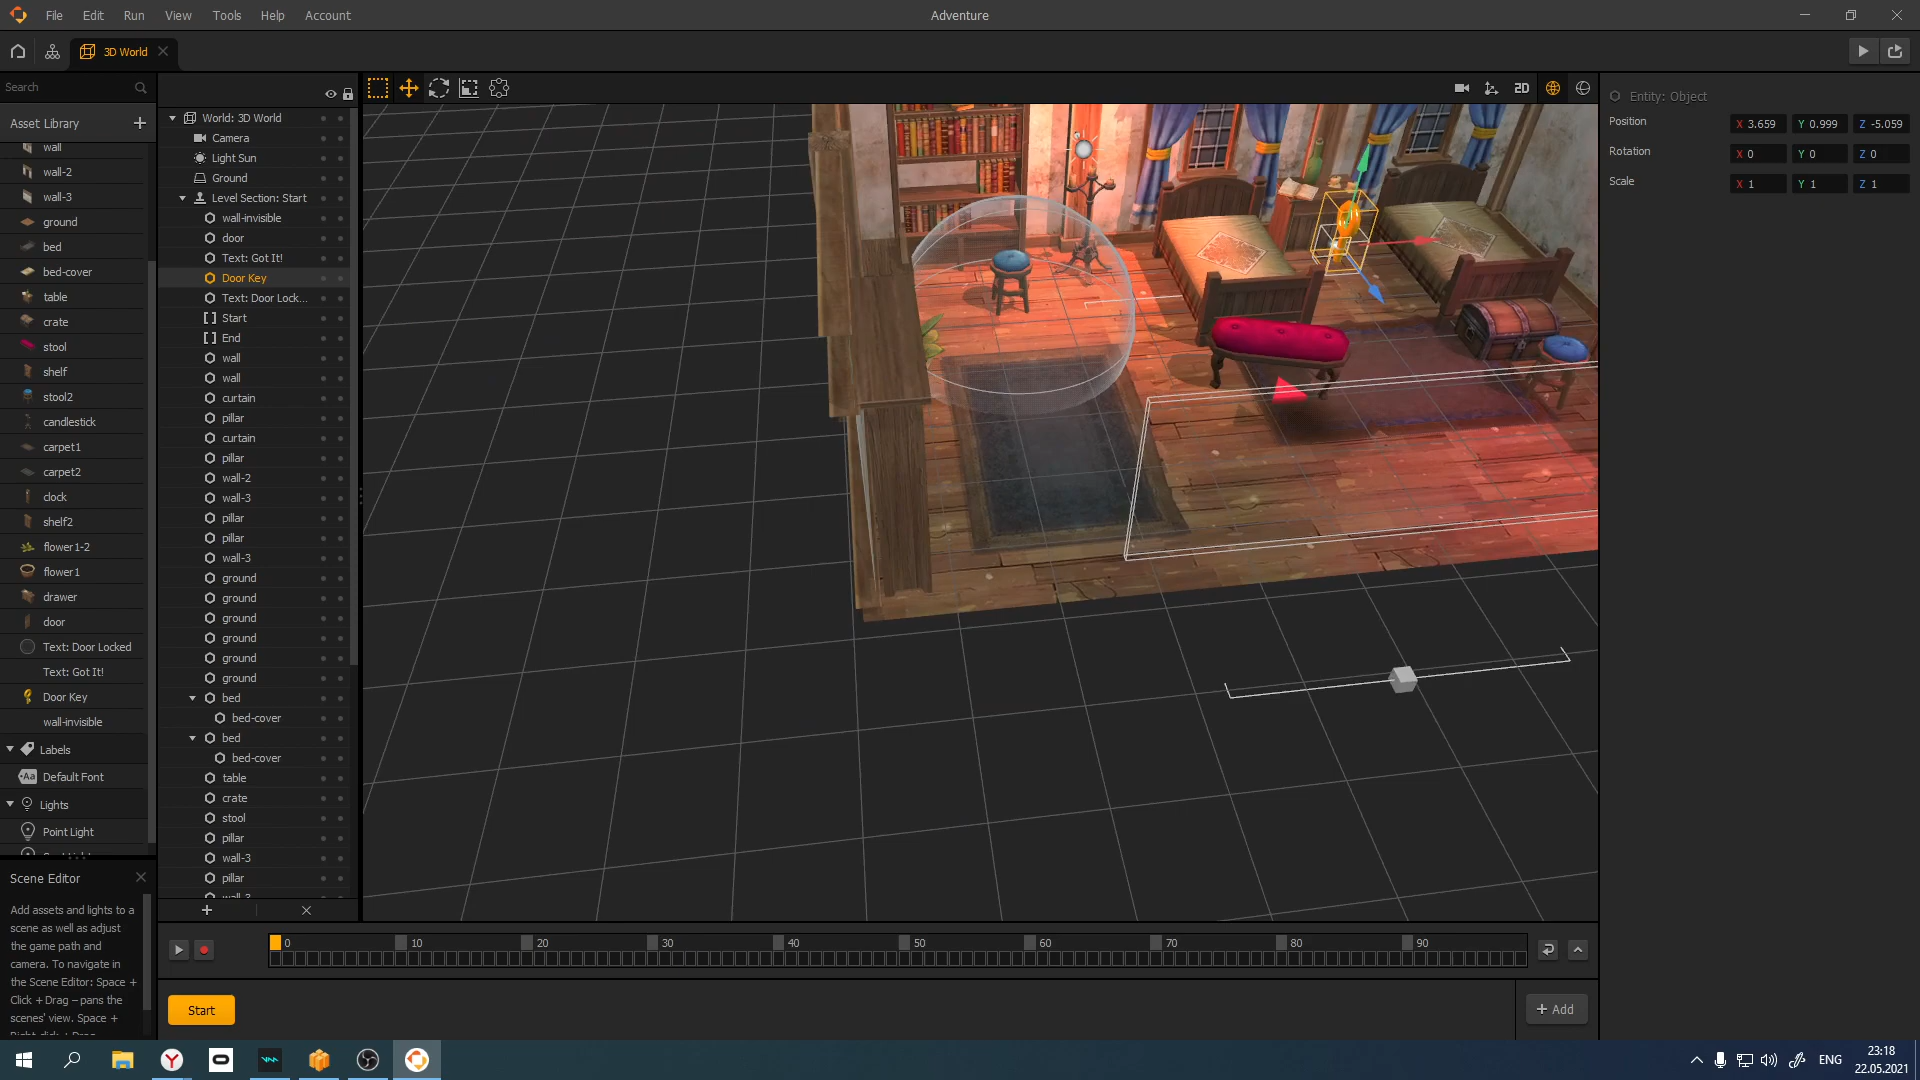 File Edit Run View Tools Help Account
Adventure
3D World
Search
Asset Library
wall
wall-2
wall-3
ground
bed
bed-cover
table
crate
stool
shelf
stool2
candlestick
carpet1
carpet2
clock
shelf2
flower1-2
flower1
drawer
door
Text: Door Locked
Text: Got It!
Door Key
wall-invisible
Labels
Aa Default Font
Lights
Point Light
Scene Editor
Add assets and lights to a
scene as well as adjust
the game path and
camera. To navigate in
the Scene Editor: Space +
Click + Drag – pans the
scenes' view. Space +
Right-click + Drag
World: 3D World
Camera
Light Sun
Ground
Level Section: Start
wall-invisible
door
Text: Got It!
Door Key
Text: Door Lock...
Start
End
wall
wall
curtain
pillar
curtain
pillar
wall-2
wall-3
pillar
pillar
wall-3
ground
ground
ground
ground
ground
ground
bed
bed-cover
bed
bed-cover
table
crate
stool
pillar
wall-3
pillar
wall-3
2D
Entity: Object
Position X 3.659 Y 0.999 Z -5.059
Rotation X 0 Y 0 Z 0
Scale X 1 Y 1 Z 1
0 10 20 30 40 50 60 70 80 90
Start
+ Add
ENG
23:18
22.05.2021